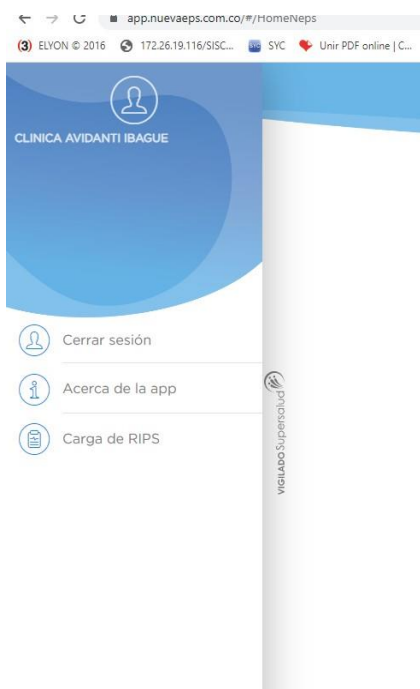 app.nuevaeps.com.co/#/HomeNeps
(3) ELYON © 2016 172.26.19.116/SISC... SYC Unir PDF online | C...
CLINICA AVIDANTI IBAGUE
Cerrar sesión
Acerca de la app
Carga de RIPS
VIGILADO Supersalud